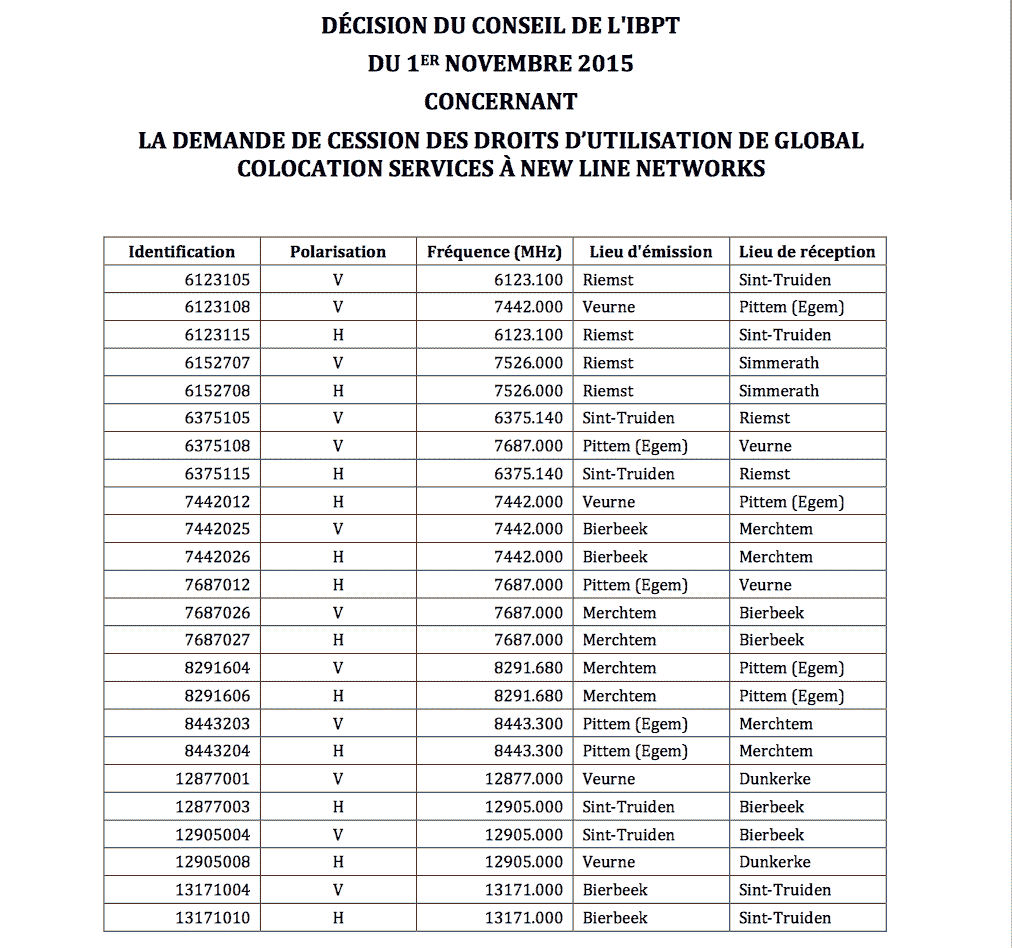 DÉCISION DU CONSEIL DE L'IBPT
DU 1ER NOVEMBRE 2015
CONCERNANT
LA DEMANDE DE CESSION DES DROITS D’UTILISATION DE GLOBAL
COLOCATION SERVICES À NEW LINE NETWORKS
Identification Polarisation Fréquence (MHz) Lieu d'émission Lieu de réception
6123105 V 6123.100 Riemst Sint-Truiden
6123108 V 7442.000 Veurne Pittem (Egem)
6123115 H 6123.100 Riemst Sint-Truiden
6152707 V 7526.000 Riemst Simmerath
6152708 H 7526.000 Riemst Simmerath
6375105 V 6375.140 Sint-Truiden Riemst
6375108 V 7687.000 Pittem (Egem) Veurne
6375115 H 6375.140 Sint-Truiden Riemst
7442012 H 7442.000 Veurne Pittem (Egem)
7442025 V 7442.000 Bierbeek Merchtem
7442026 H 7442.000 Bierbeek Merchtem
7687012 H 7687.000 Pittem (Egem) Veurne
7687026 V 7687.000 Merchtem Bierbeek
7687027 H 7687.000 Merchtem Bierbeek
8291604 V 8291.680 Merchtem Pittem (Egem)
8291606 H 8291.680 Merchtem Pittem (Egem)
8443203 V 8443.300 Pittem (Egem) Merchtem
8443204 H 8443.300 Pittem (Egem) Merchtem
12877001 V 12877.000 Veurne Dunkerke
12877003 H 12905.000 Sint-Truiden Bierbeek
12905004 V 12905.000 Sint-Truiden Bierbeek
12905008 H 12905.000 Veurne Dunkerke
13171004 V 13171.000 Bierbeek Sint-Truiden
13171010 H 13171.000 Bierbeek Sint-Truiden